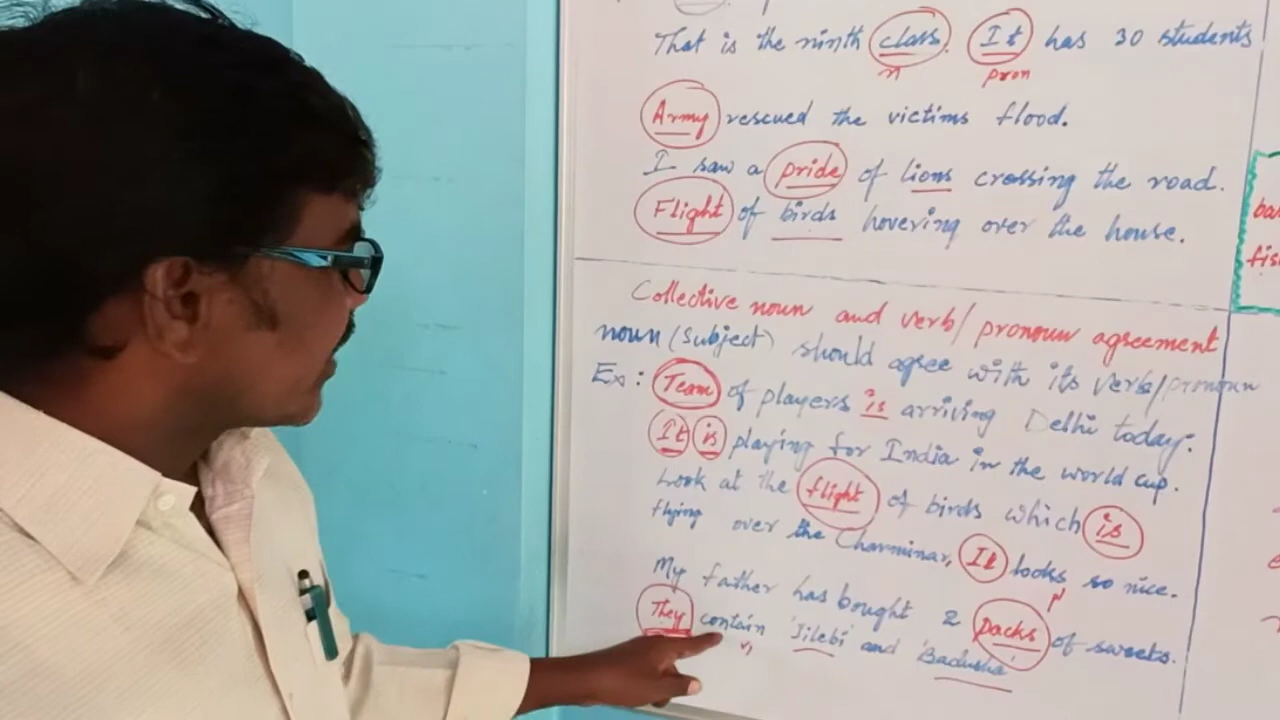 That is the ninth class. It has 30 students
n pron
Army rescued the victims flood.
I saw a pride of lions crossing the road.
Flight of birds hovering over the house.
Collective noun and verb/pronoun agreement
noun (subject) should agree with its verb/pronoun
Ex: Team of players is arriving Delhi today.
It is playing for India in the world cup.
Look at the flight of birds which is
flying over the Charminar, It looks so nice.
My father has bought 2 packs of sweets.
They contain 'Jilebi' and 'Badusha'